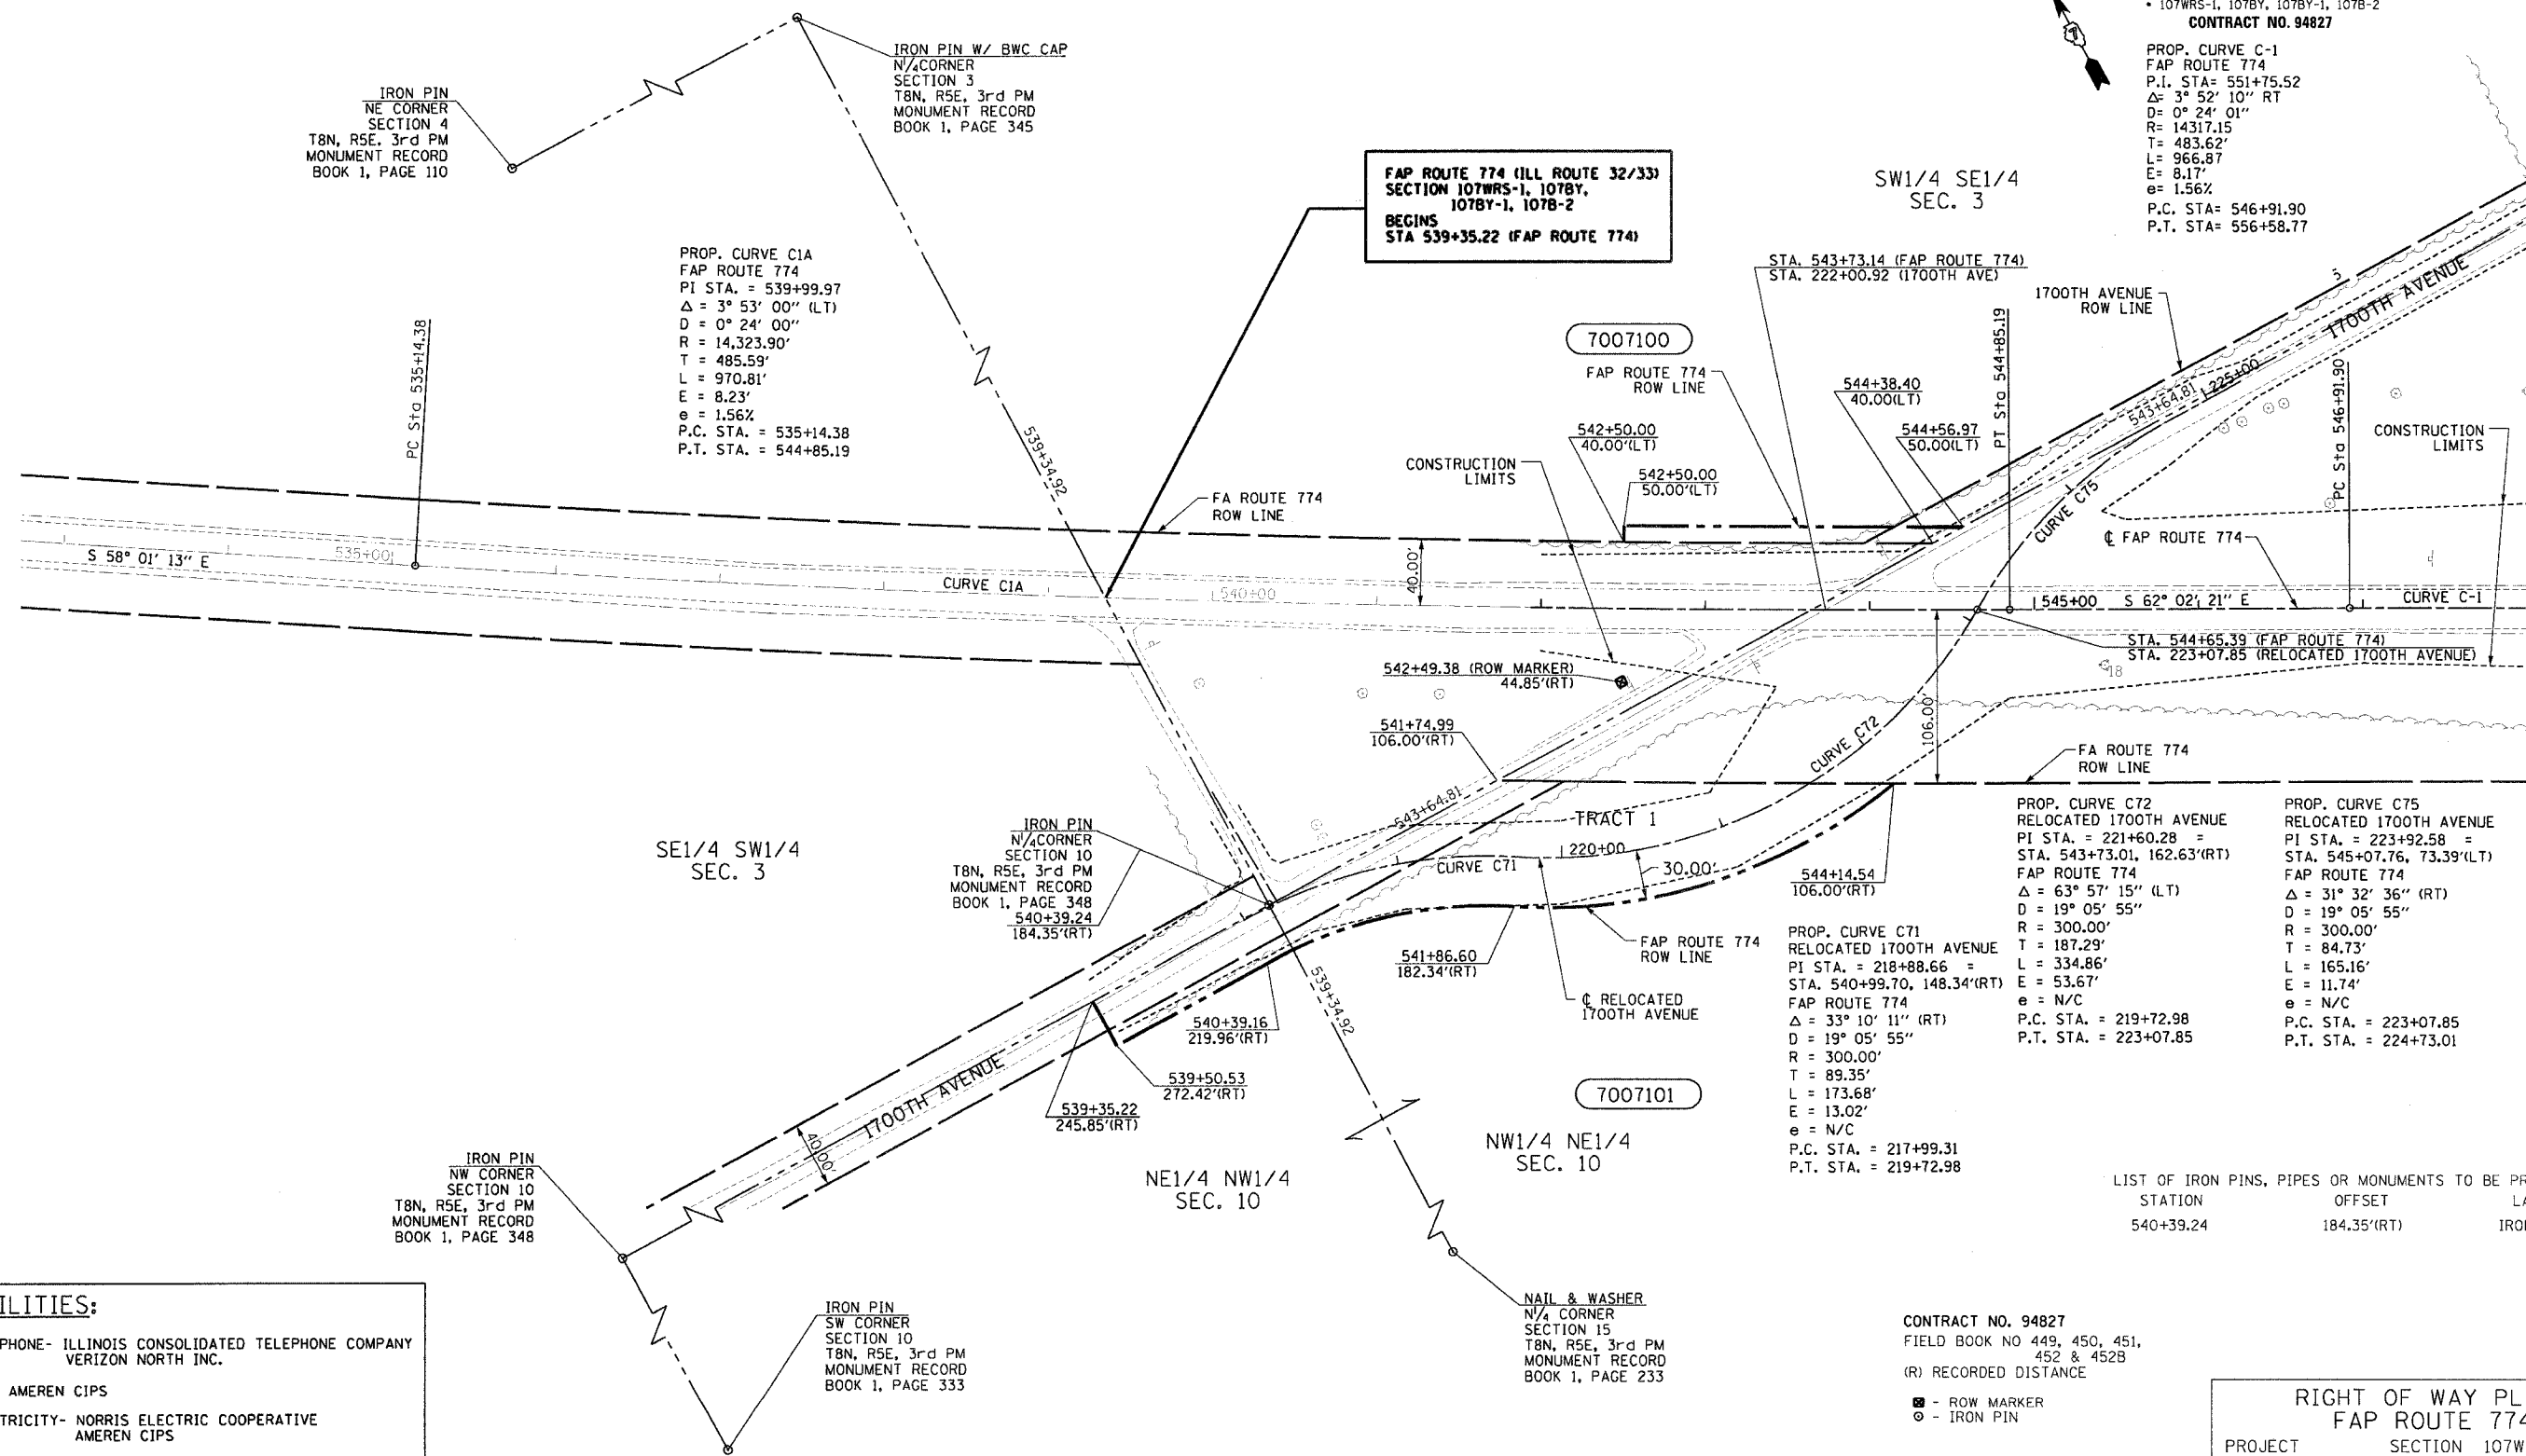 • 107WRS-1, 107BY, 107BY-1, 107B-2
CONTRACT NO. 94827
PROP. CURVE C-1
FAP ROUTE 774
P.I. STA= 551+75.52
Δ= 3° 52' 10" RT
D= 0° 24' 01"
R= 14317.15
T= 483.62'
L= 966.87
E= 8.17'
e= 1.56%
P.C. STA= 546+91.90
P.T. STA= 556+58.77
IRON PIN W/ BWC CAP
N1/4CORNER
SECTION 3
T8N, R5E, 3rd PM
MONUMENT RECORD
BOOK 1, PAGE 345
IRON PIN
NE CORNER
SECTION 4
T8N, R5E, 3rd PM
MONUMENT RECORD
BOOK 1, PAGE 110
FAP ROUTE 774 (ILL ROUTE 32/33)
SECTION 107WRS-1, 107BY,
107BY-1, 107B-2
BEGINS
STA 539+35.22 (FAP ROUTE 774)
SW1/4 SE1/4
SEC. 3
PROP. CURVE C1A
FAP ROUTE 774
PI STA. = 539+99.97
Δ = 3° 53' 00" (LT)
D = 0° 24' 00"
R = 14,323.90'
T = 485.59'
L = 970.81'
E = 8.23'
e = 1.56%
P.C. STA. = 535+14.38
P.T. STA. = 544+85.19
PC Sta 535+14.38
539+34.92
STA. 543+73.14 (FAP ROUTE 774)
STA. 222+00.92 (1700TH AVE)
1700TH AVENUE
ROW LINE
5
1700TH AVENUE
7007100
FAP ROUTE 774
ROW LINE
544+38.40
40.00(LT)
544+56.97
50.00(LT)
PT Sta 544+85.19
543+64.81
225+00
PC Sta 546+91.90
CONSTRUCTION
LIMITS
542+50.00
40.00'(LT)
542+50.00
50.00'(LT)
CONSTRUCTION
LIMITS
FA ROUTE 774
ROW LINE
CURVE C75
℄ FAP ROUTE 774
S 58° 01' 13" E
535+00
CURVE C1A
540+00
40.00'
545+00
S 62° 02' 21" E
CURVE C-1
STA. 544+65.39 (FAP ROUTE 774)
STA. 223+07.85 (RELOCATED 1700TH AVENUE)
18
542+49.38 (ROW MARKER)
44.85'(RT)
541+74.99
106.00'(RT)
106.00'
CURVE C72
FA ROUTE 774
ROW LINE
543+64.81
TRACT 1
220+00
CURVE C71
30.00'
544+14.54
106.00'(RT)
SE1/4 SW1/4
SEC. 3
IRON PIN
N1/4CORNER
SECTION 10
T8N, R5E, 3rd PM
MONUMENT RECORD
BOOK 1, PAGE 348
540+39.24
184.35'(RT)
PROP. CURVE C72
RELOCATED 1700TH AVENUE
PI STA. = 221+60.28 =
STA. 543+73.01, 162.63'(RT)
FAP ROUTE 774
Δ = 63° 57' 15" (LT)
D = 19° 05' 55"
R = 300.00'
T = 187.29'
L = 334.86'
E = 53.67'
e = N/C
P.C. STA. = 219+72.98
P.T. STA. = 223+07.85
PROP. CURVE C75
RELOCATED 1700TH AVENUE
PI STA. = 223+92.58 =
STA. 545+07.76, 73.39'(LT)
FAP ROUTE 774
Δ = 31° 32' 36" (RT)
D = 19° 05' 55"
R = 300.00'
T = 84.73'
L = 165.16'
E = 11.74'
e = N/C
P.C. STA. = 223+07.85
P.T. STA. = 224+73.01
PROP. CURVE C71
RELOCATED 1700TH AVENUE
PI STA. = 218+88.66 =
STA. 540+99.70, 148.34'(RT)
FAP ROUTE 774
Δ = 33° 10' 11" (RT)
D = 19° 05' 55"
R = 300.00'
T = 89.35'
L = 173.68'
E = 13.02'
e = N/C
P.C. STA. = 217+99.31
P.T. STA. = 219+72.98
FAP ROUTE 774
ROW LINE
541+86.60
182.34'(RT)
℄ RELOCATED
1700TH AVENUE
539+34.92
540+39.16
219.96'(RT)
539+50.53
272.42'(RT)
539+35.22
245.85'(RT)
1700TH AVENUE
40.00'
7007101
NW1/4 NE1/4
SEC. 10
NE1/4 NW1/4
SEC. 10
IRON PIN
NW CORNER
SECTION 10
T8N, R5E, 3rd PM
MONUMENT RECORD
BOOK 1, PAGE 348
LIST OF IRON PINS, PIPES OR MONUMENTS TO BE PR
STATION OFFSET LA
540+39.24 184.35'(RT) IRO
IRON PIN
SW CORNER
SECTION 10
T8N, R5E, 3rd PM
MONUMENT RECORD
BOOK 1, PAGE 333
NAIL & WASHER
N1/4 CORNER
SECTION 15
T8N, R5E, 3rd PM
MONUMENT RECORD
BOOK 1, PAGE 233
ILITIES:
PHONE- ILLINOIS CONSOLIDATED TELEPHONE COMPANY
VERIZON NORTH INC.
AMEREN CIPS
TRICITY- NORRIS ELECTRIC COOPERATIVE
AMEREN CIPS
CONTRACT NO. 94827
FIELD BOOK NO 449, 450, 451,
452 & 452B
(R) RECORDED DISTANCE
- ROW MARKER
- IRON PIN
RIGHT OF WAY PL
FAP ROUTE 774
PROJECT SECTION 107W